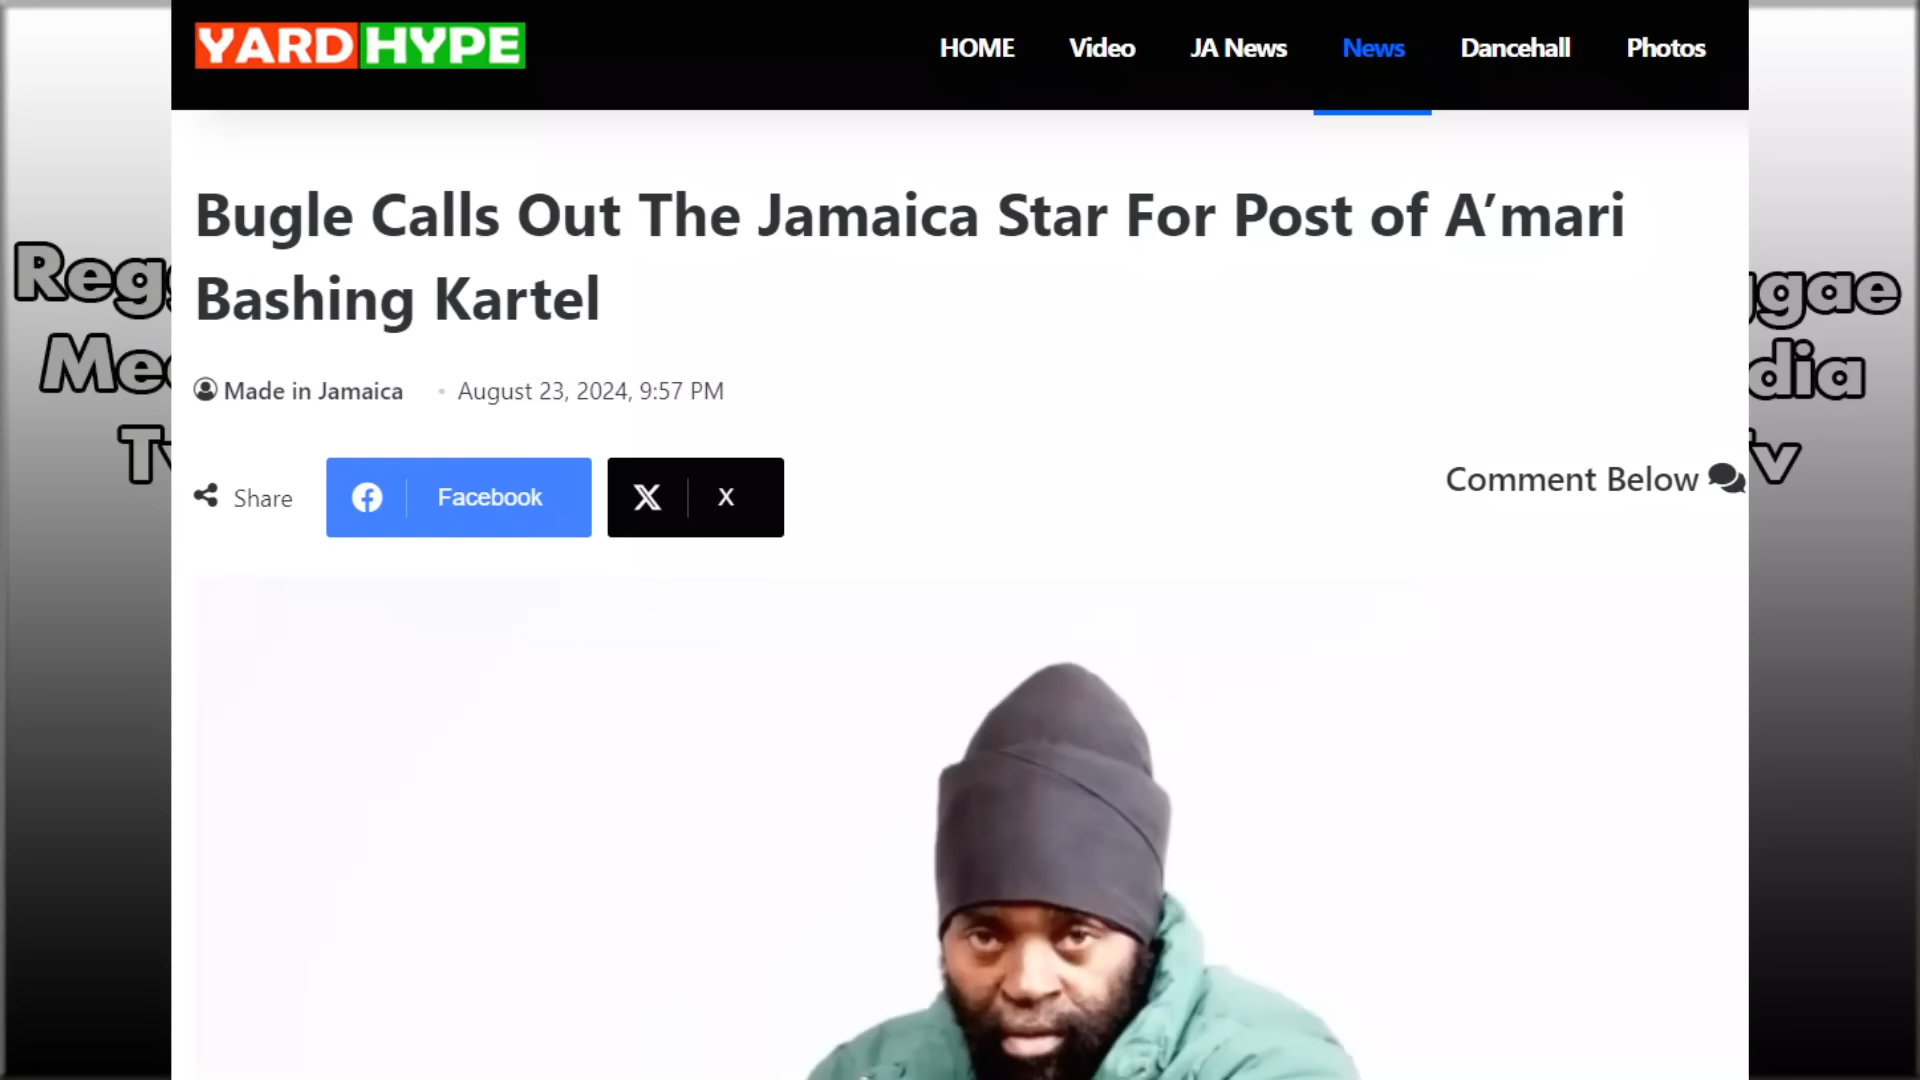 YARD HYPE
HOME Video JA News News Dancehall Photos
Bugle Calls Out The Jamaica Star For Post of A’mari
Bashing Kartel
Made in Jamaica • August 23, 2024, 9:57 PM
Share Facebook X
Comment Below